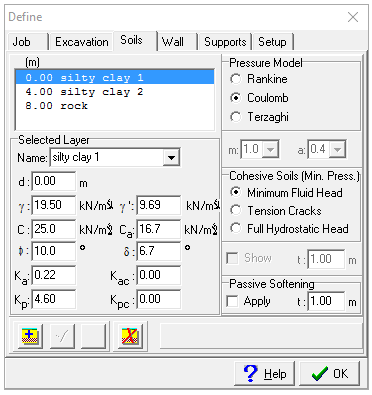 Define
Job Excavation Soils Wall Supports Setup
(m)
0.00 silty clay 1
4.00 silty clay 2
8.00 rock
Selected Layer
Name: silty clay 1
d: 0.00 m
γ: 19.50 kN/m³ γ': 9.69 kN/m³
C: 25.0 kN/m² Ca: 16.7 kN/m²
ϕ: 10.0 ° δ: 6.7 °
Ka: 0.22 Kac: 0.00
Kp: 4.60 Kpc: 0.00
Pressure Model
Rankine
Coulomb
Terzaghi
m: 1.0 a: 0.4
Cohesive Soils (Min. Press.)
Minimum Fluid Head
Tension Cracks
Full Hydrostatic Head
Show t: 1.00 m
Passive Softening
Apply t: 1.00 m
? Help OK